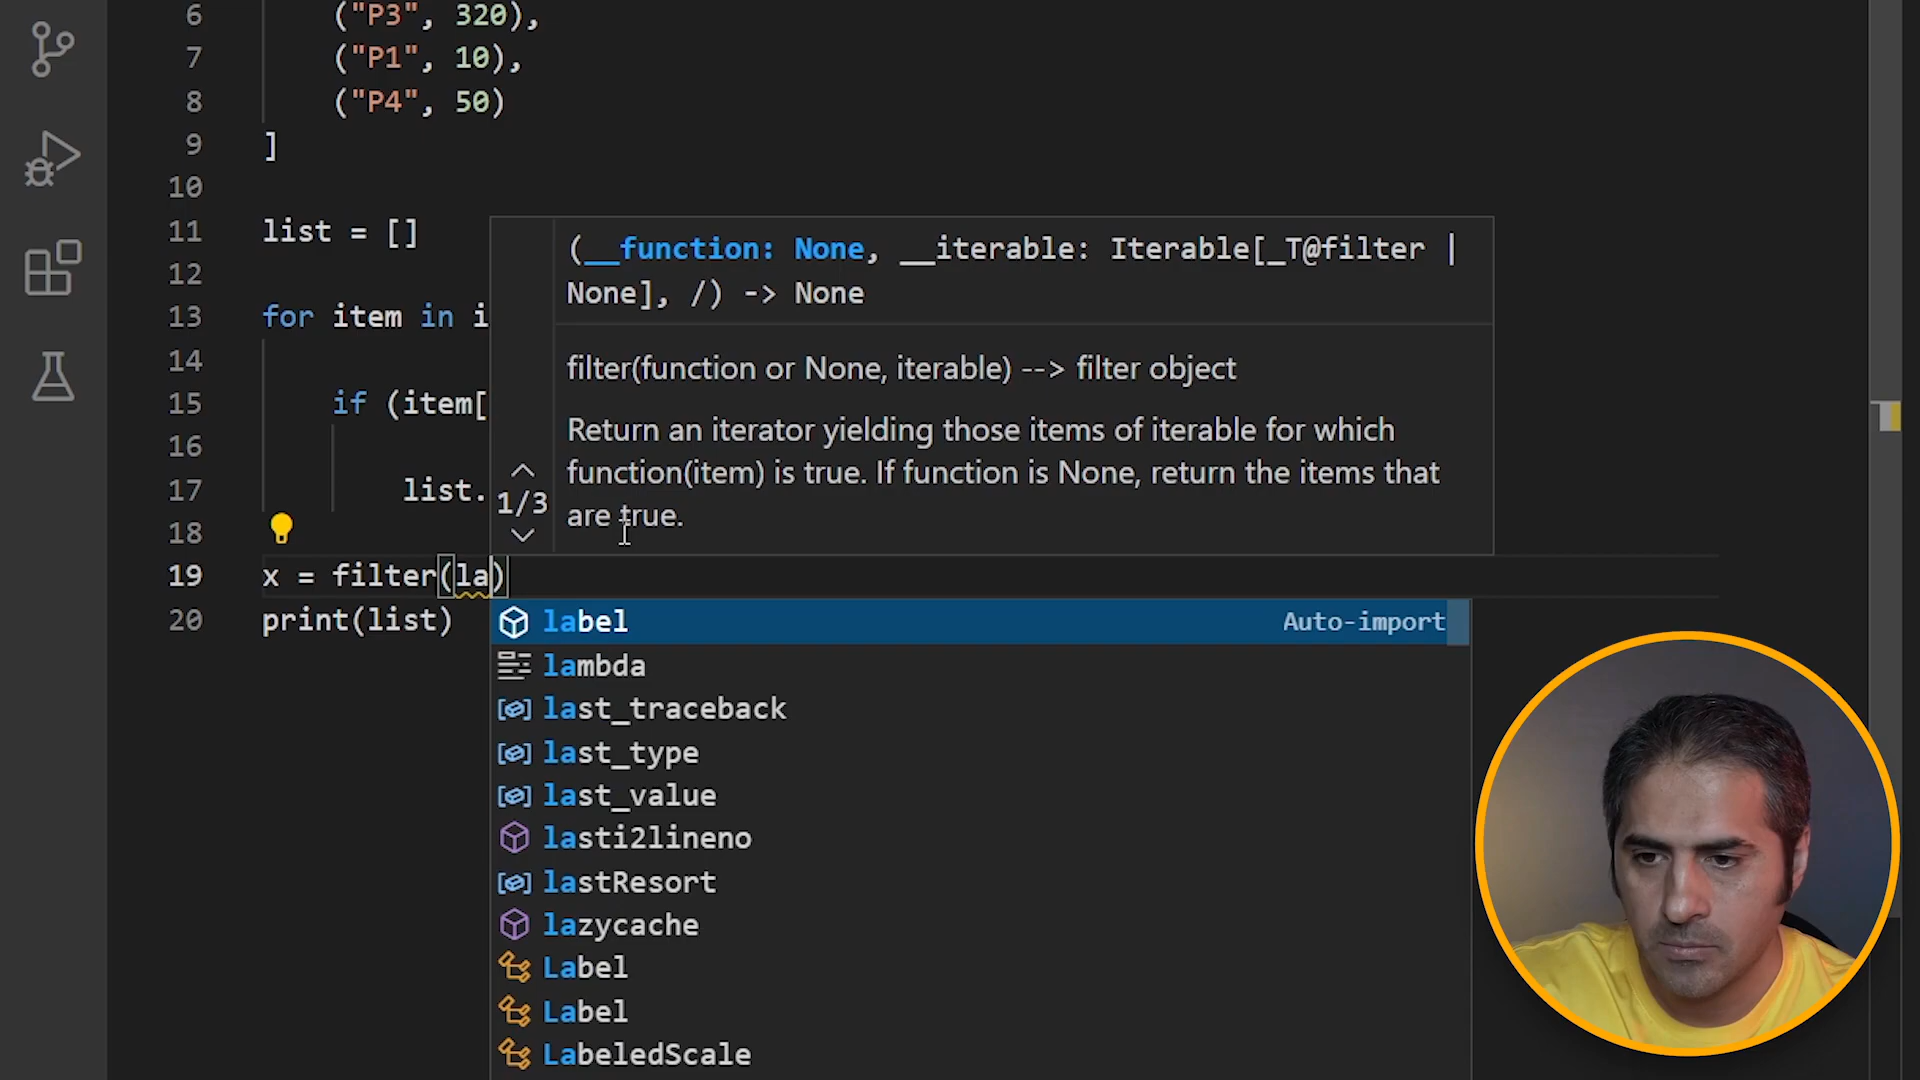 6 ("P3", 320),
7 ("P1", 10),
8 ("P4", 50)
9 ]
10
11 list = []
12
13 for item in i
14
15 if (item[
16
17 list.
18
19 x = filter(la)
20 print(list)
(__function: None, __iterable: Iterable[_T@filter |
None], /) -> None
filter(function or None, iterable) --> filter object
Return an iterator yielding those items of iterable for which
function(item) is true. If function is None, return the items that
are true.
1/3
label Auto-import
lambda
last_traceback
last_type
last_value
lasti2lineno
lastResort
lazycache
Label
Label
LabeledScale